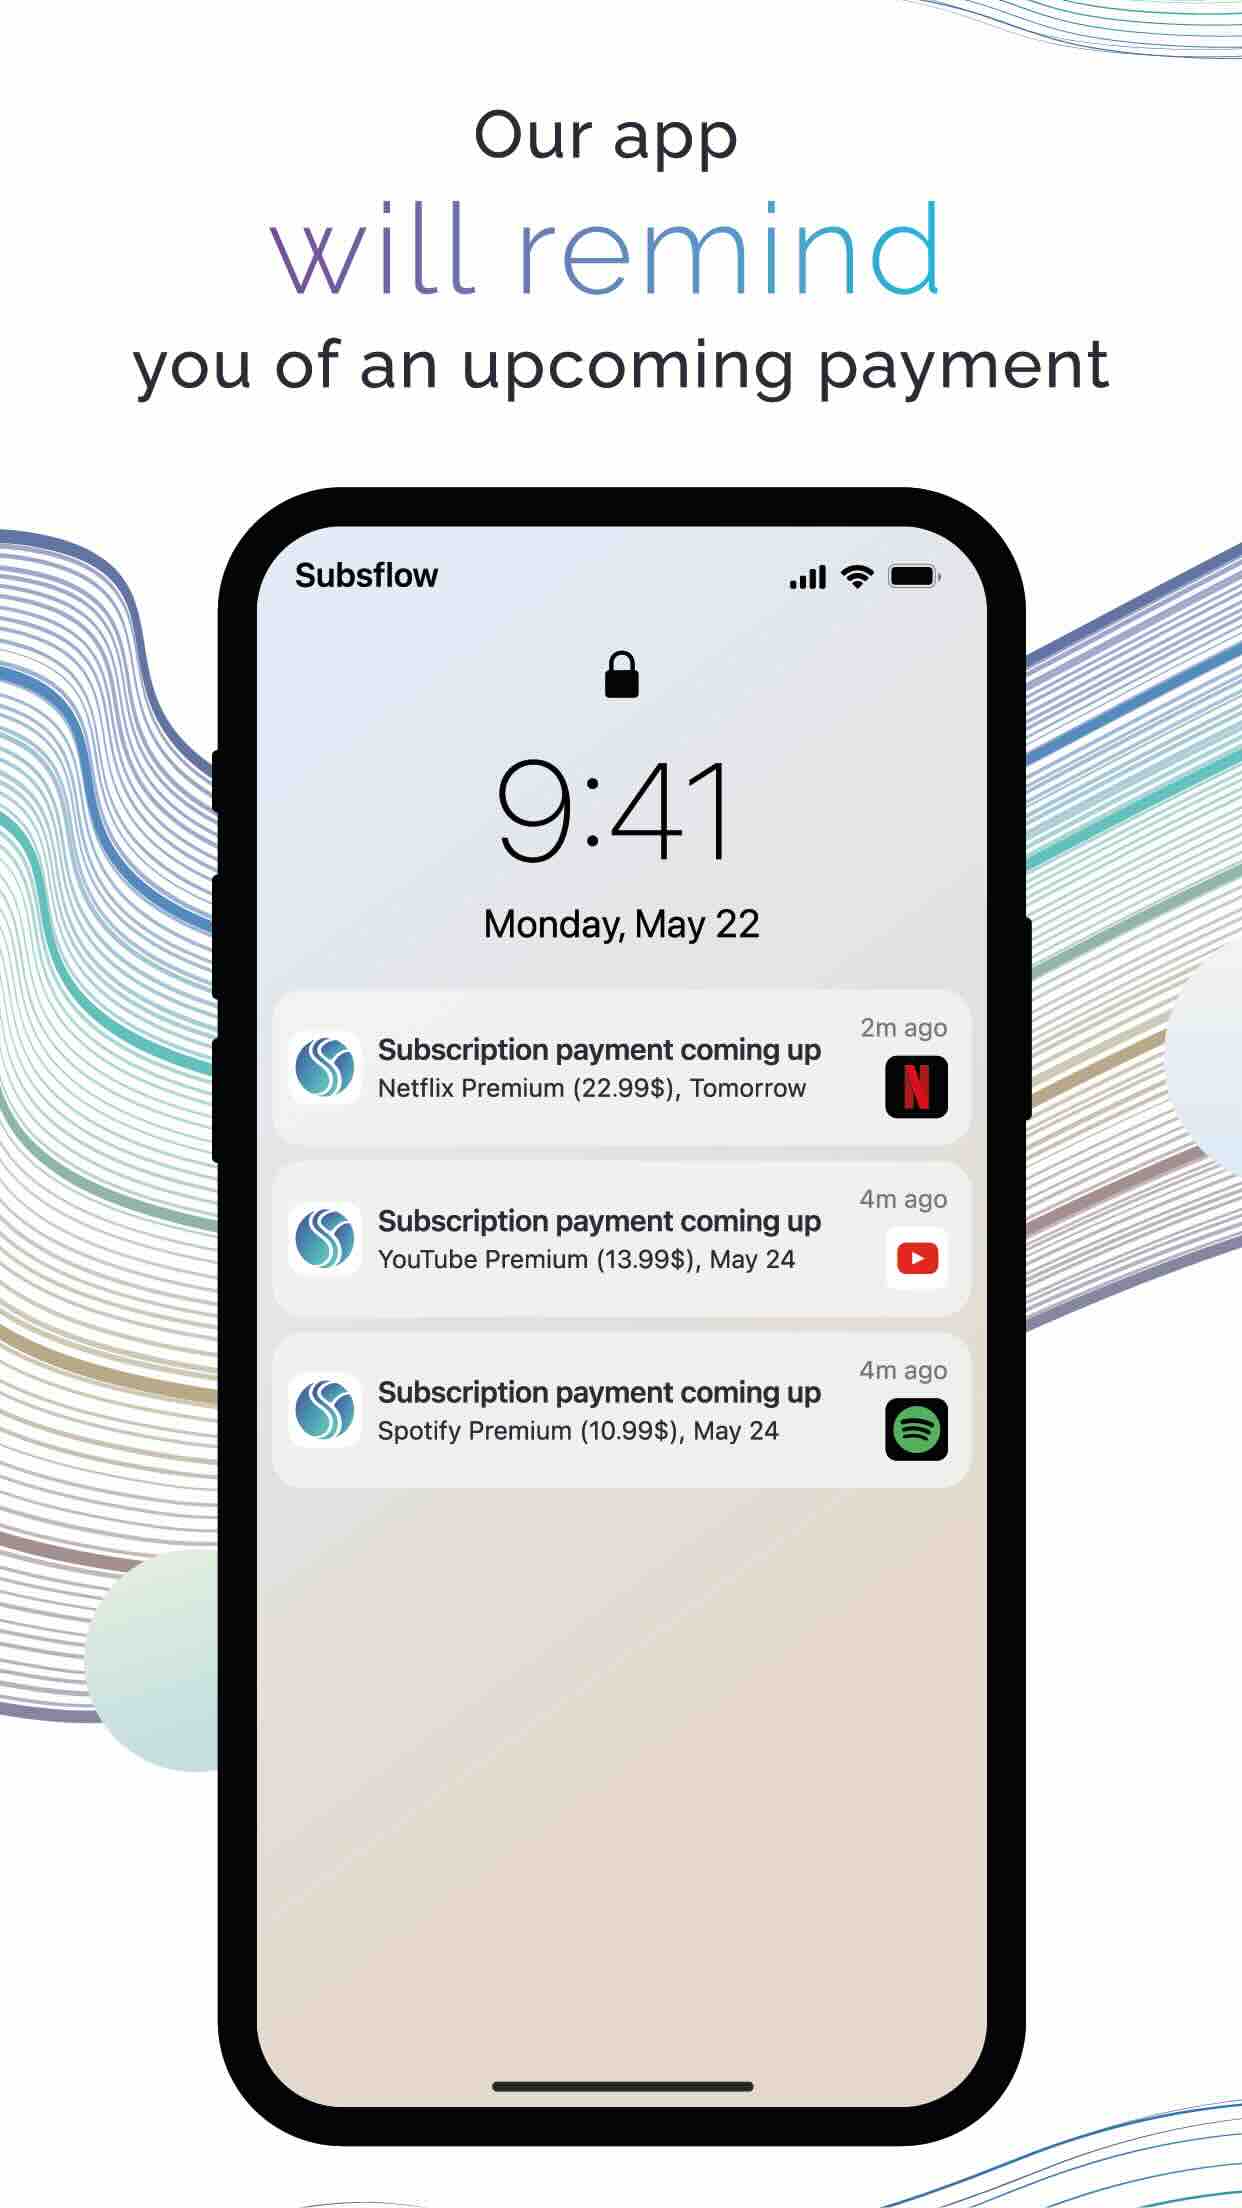 Our app
will remind
you of an upcoming payment
Subsflow
9:41
Monday, May 22
2m ago
Subscription payment coming up
Netflix Premium (22.99$), Tomorrow
N
4m ago
Subscription payment coming up
YouTube Premium (13.99$), May 24
4m ago
Subscription payment coming up
Spotify Premium (10.99$), May 24